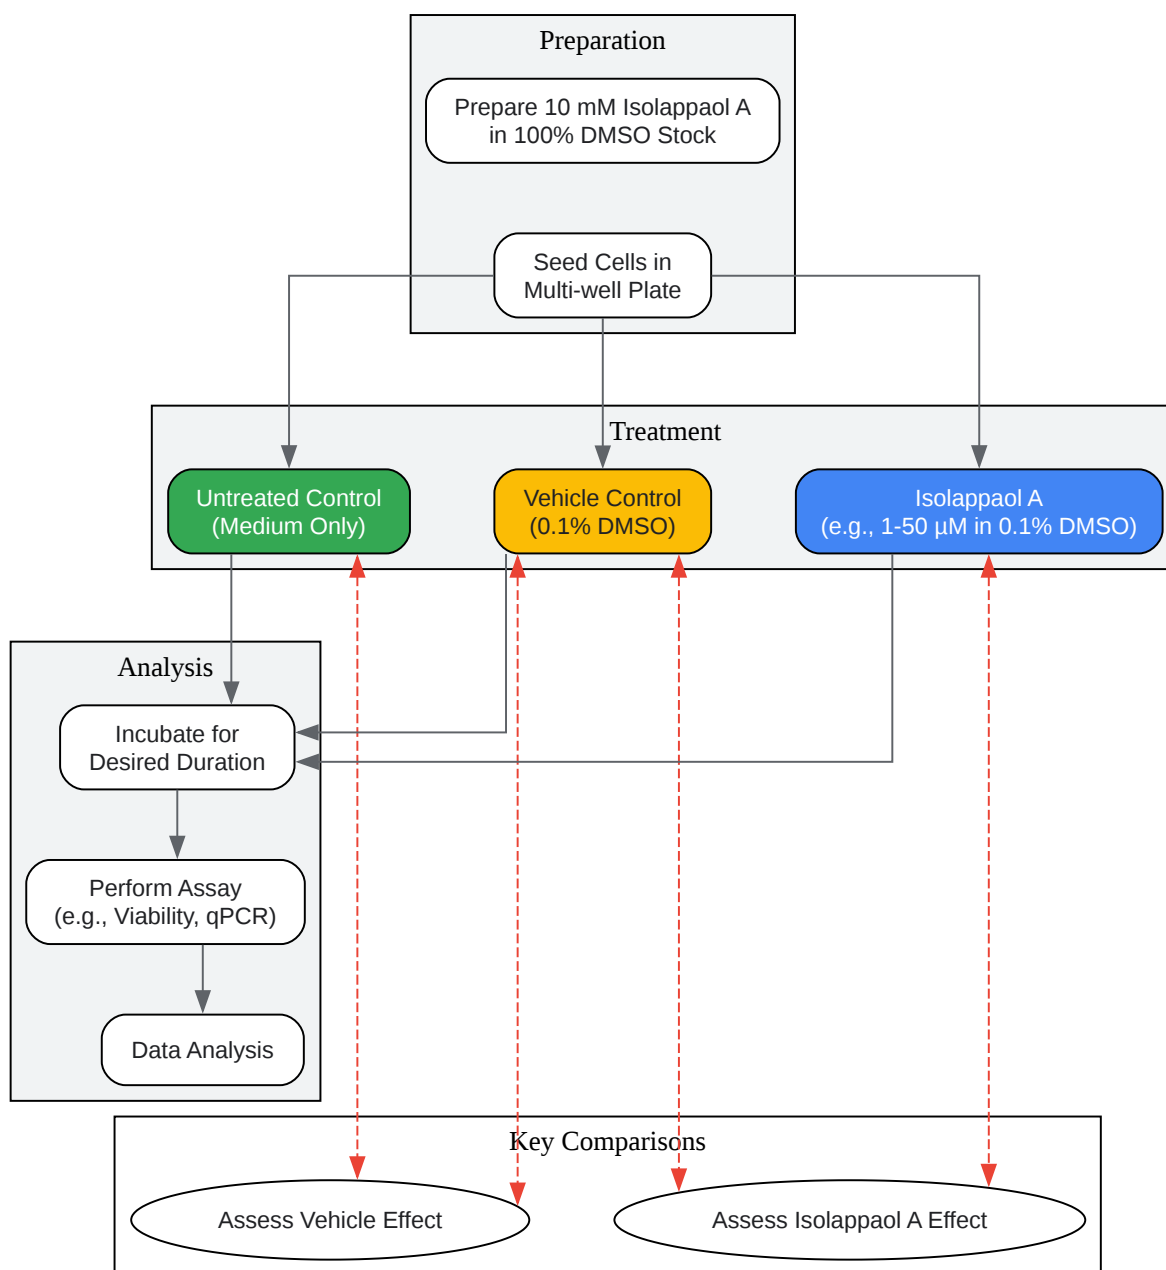 Preparation
Prepare 10 mM Isolappaol A
in 100% DMSO Stock
Seed Cells in
Multi-well Plate
Treatment
Untreated Control
(Medium Only)
Vehicle Control
(0.1% DMSO)
Isolappaol A
(e.g., 1-50 µM in 0.1% DMSO)
Analysis
Incubate for
Desired Duration
Perform Assay
(e.g., Viability, qPCR)
Data Analysis
Key Comparisons
Assess Vehicle Effect
Assess Isolappaol A Effect